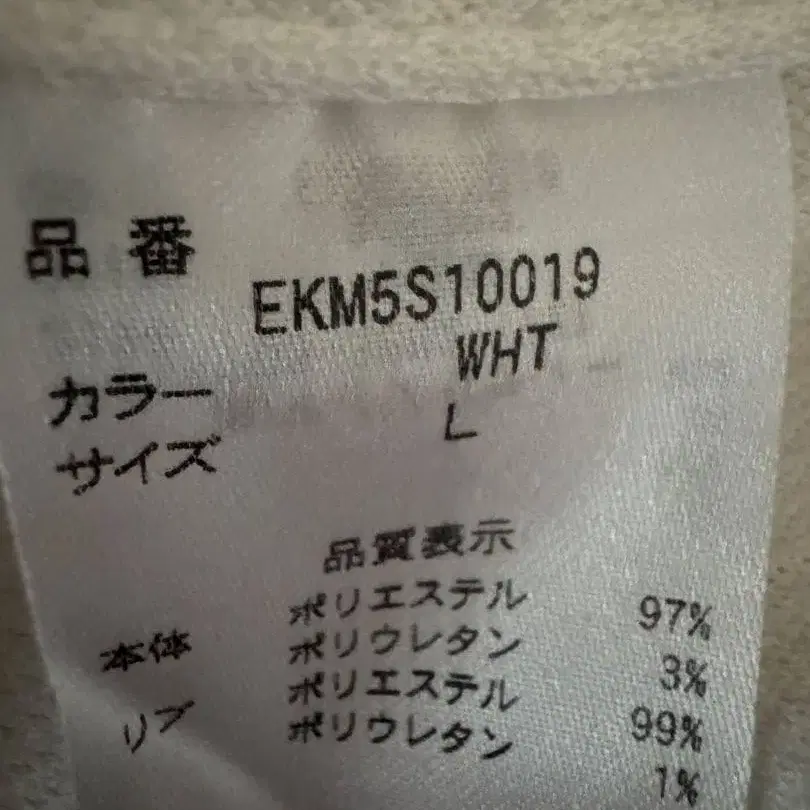 品番 EKM5S10019
カラー WHT
サイズ L
品質表示
本体 ポリエステル 97%
ポリウレタン 3%
リブ ポリエステル 99%
ポリウレタン 1%